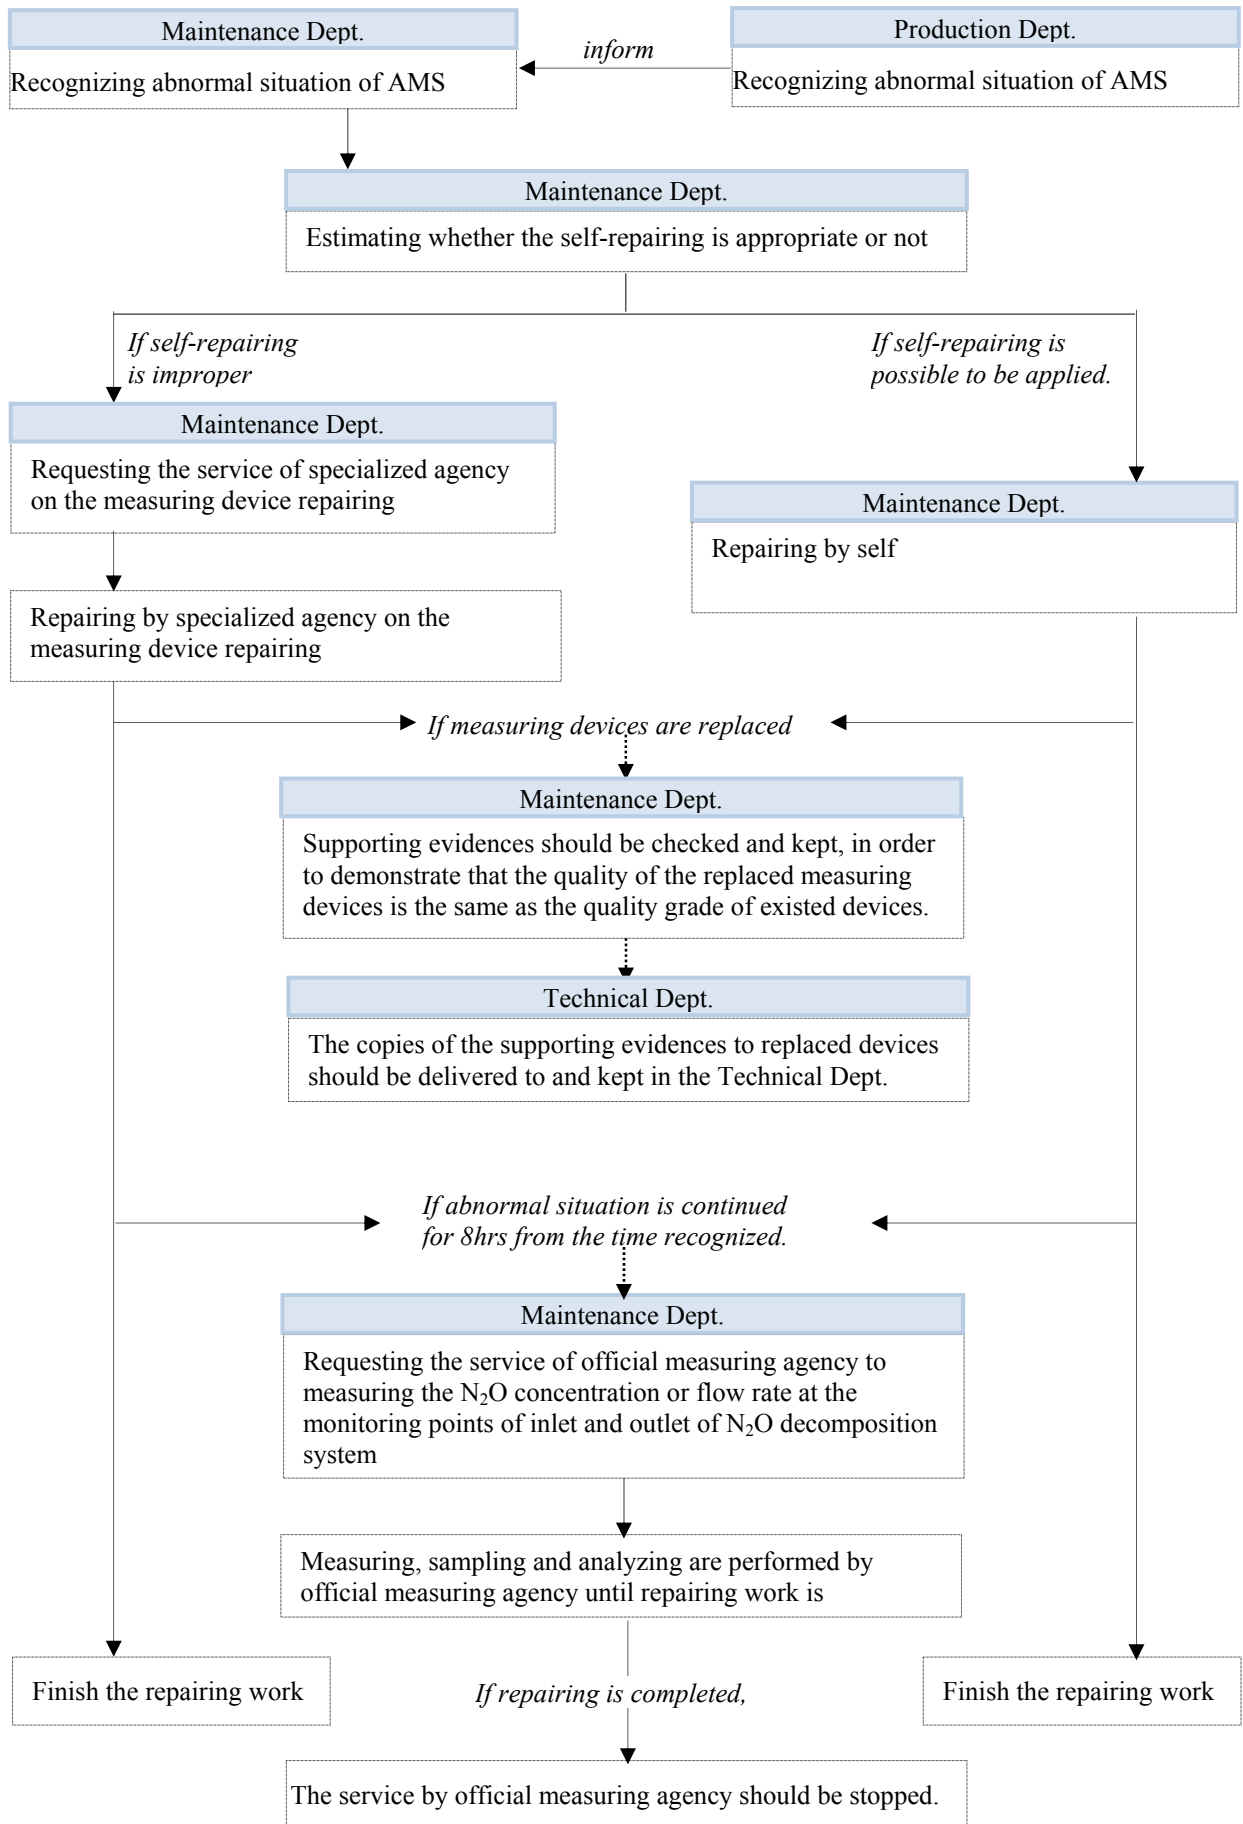 Maintenance Dept.
Recognizing abnormal situation of AMS
inform
Production Dept.
Recognizing abnormal situation of AMS
Maintenance Dept.
Estimating whether the self-repairing is appropriate or not
If self-repairing
is improper
If self-repairing is
possible to be applied.
Maintenance Dept.
Requesting the service of specialized agency
on the measuring device repairing
Maintenance Dept.
Repairing by self
Repairing by specialized agency on the
measuring device repairing
If measuring devices are replaced
Maintenance Dept.
Supporting evidences should be checked and kept, in order
to demonstrate that the quality of the replaced measuring
devices is the same as the quality grade of existed devices.
Technical Dept.
The copies of the supporting evidences to replaced devices
should be delivered to and kept in the Technical Dept.
If abnormal situation is continued
for 8hrs from the time recognized.
Maintenance Dept.
Requesting the service of official measuring agency to
measuring the N₂O concentration or flow rate at the
monitoring points of inlet and outlet of N₂O decomposition
system
Measuring, sampling and analyzing are performed by
official measuring agency until repairing work is
Finish the repairing work
If repairing is completed,
Finish the repairing work
The service by official measuring agency should be stopped.